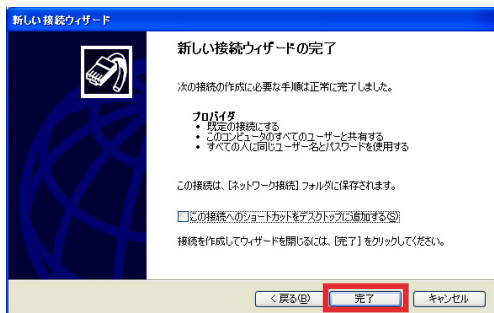 新しい接続ウィザード
新しい接続ウィザードの完了
次の接続の作成に必要な手順は正常に完了しました。
プロバイダ
• 既定の接続にする
• このコンピュータのすべてのユーザーと共有する
• すべての人に同じユーザー名とパスワードを使用する
この接続は、[ネットワーク接続] フォルダに保存されます。
この接続へのショートカットをデスクトップに追加する(S)
接続を作成してウィザードを閉じるには、[完了] をクリックしてください。
< 戻る(B)
完了
キャンセル